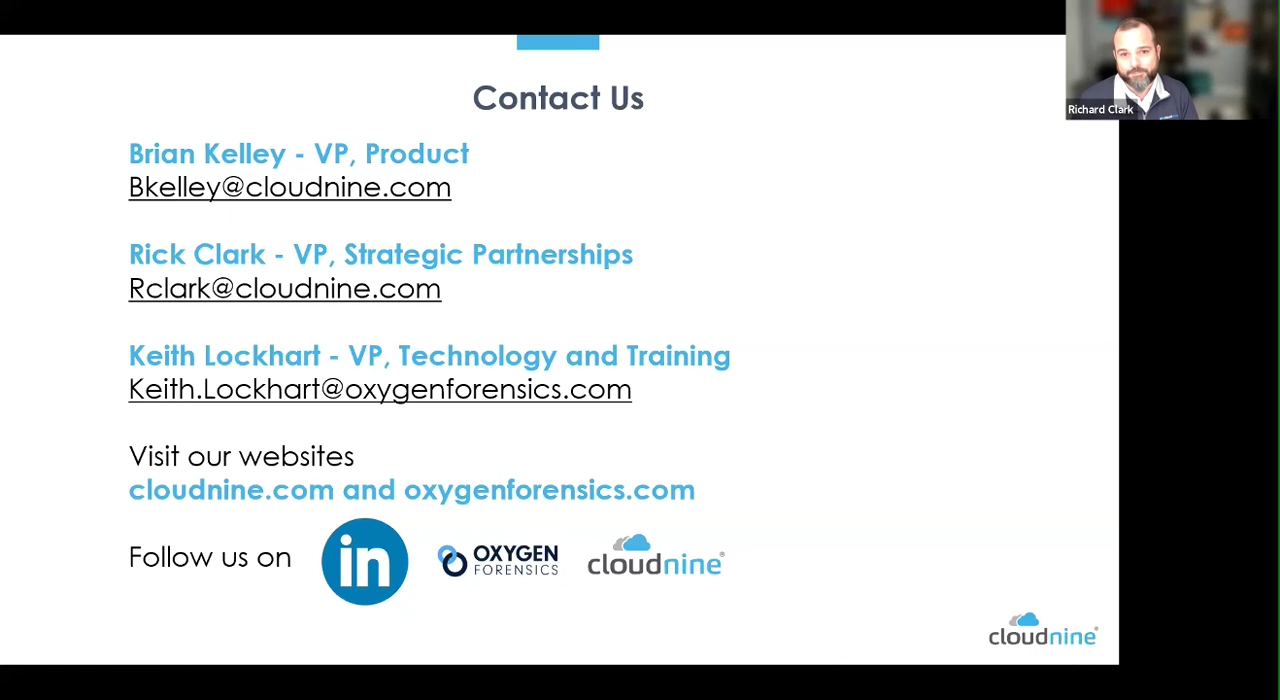 Contact Us
Brian Kelley - VP, Product
Bkelley@cloudnine.com
Rick Clark - VP, Strategic Partnerships
Rclark@cloudnine.com
Keith Lockhart - VP, Technology and Training
Keith.Lockhart@oxygenforensics.com
Visit our websites
cloudnine.com and oxygenforensics.com
Follow us on in OXYGEN FORENSICS cloudnine®
cloudnine®
Richard Clark